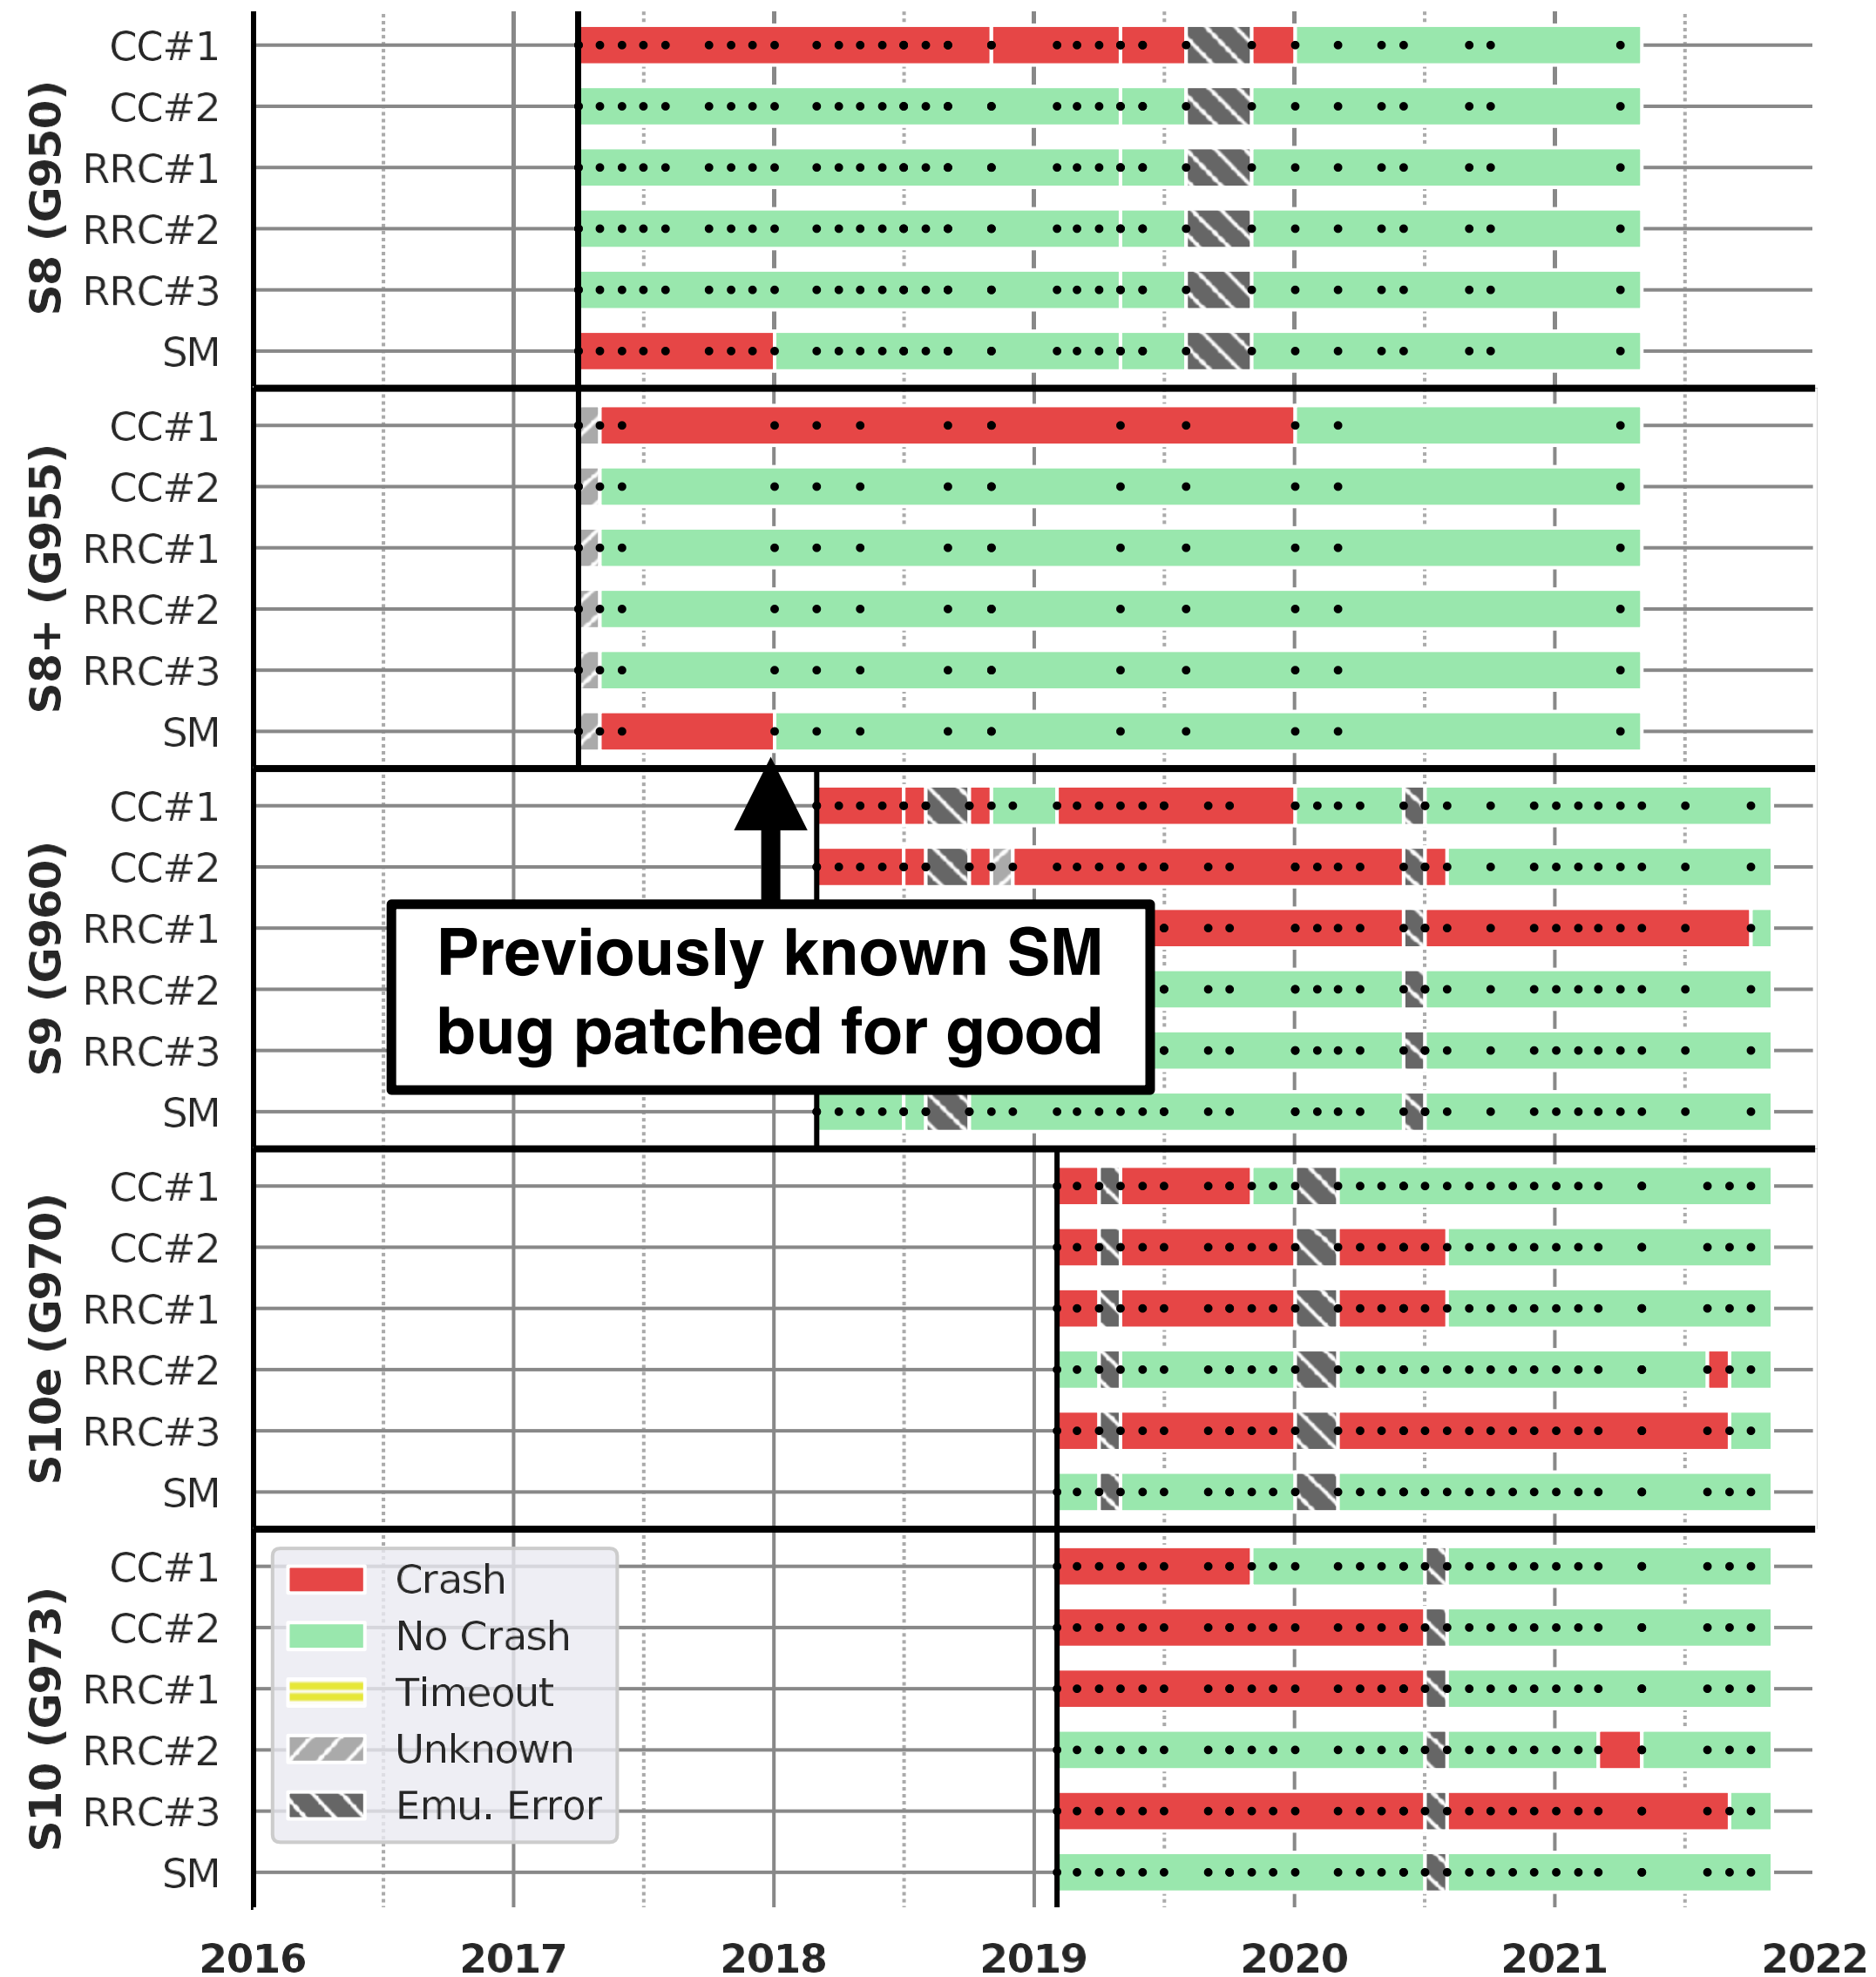 S8 (G950)
CC#1
CC#2
RRC#1
RRC#2
RRC#3
SM
S8+ (G955)
CC#1
CC#2
RRC#1
RRC#2
RRC#3
SM
S9 (G960)
CC#1
CC#2
RRC#1
RRC#2
RRC#3
SM
Previously known SM
bug patched for good
S10e (G970)
CC#1
CC#2
RRC#1
RRC#2
RRC#3
SM
S10 (G973)
CC#1
CC#2
RRC#1
RRC#2
RRC#3
SM
Crash
No Crash
Timeout
Unknown
Emu. Error
2016 2017 2018 2019 2020 2021 2022